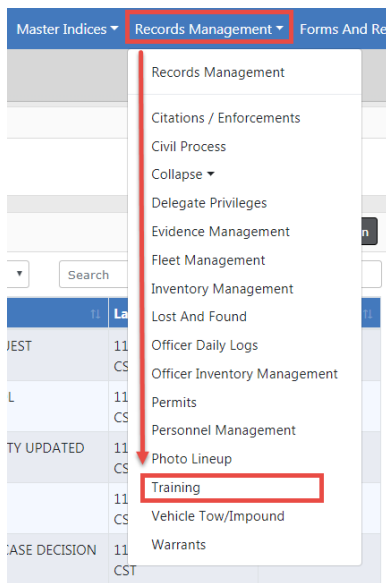 Master Indices ▾ Records Management ▾ Forms And Re
Records Management
Citations / Enforcements
Civil Process
Collapse ▾
Delegate Privileges
Evidence Management
n
Fleet Management
Search
Inventory Management
Lost And Found
La
Officer Daily Logs
UEST
11
CS
Officer Inventory Management
L
11
CS
Permits
Personnel Management
TY UPDATED
11
CS
Photo Lineup
Training
11
CS
Vehicle Tow/Impound
Warrants
CASE DECISION
11
CST